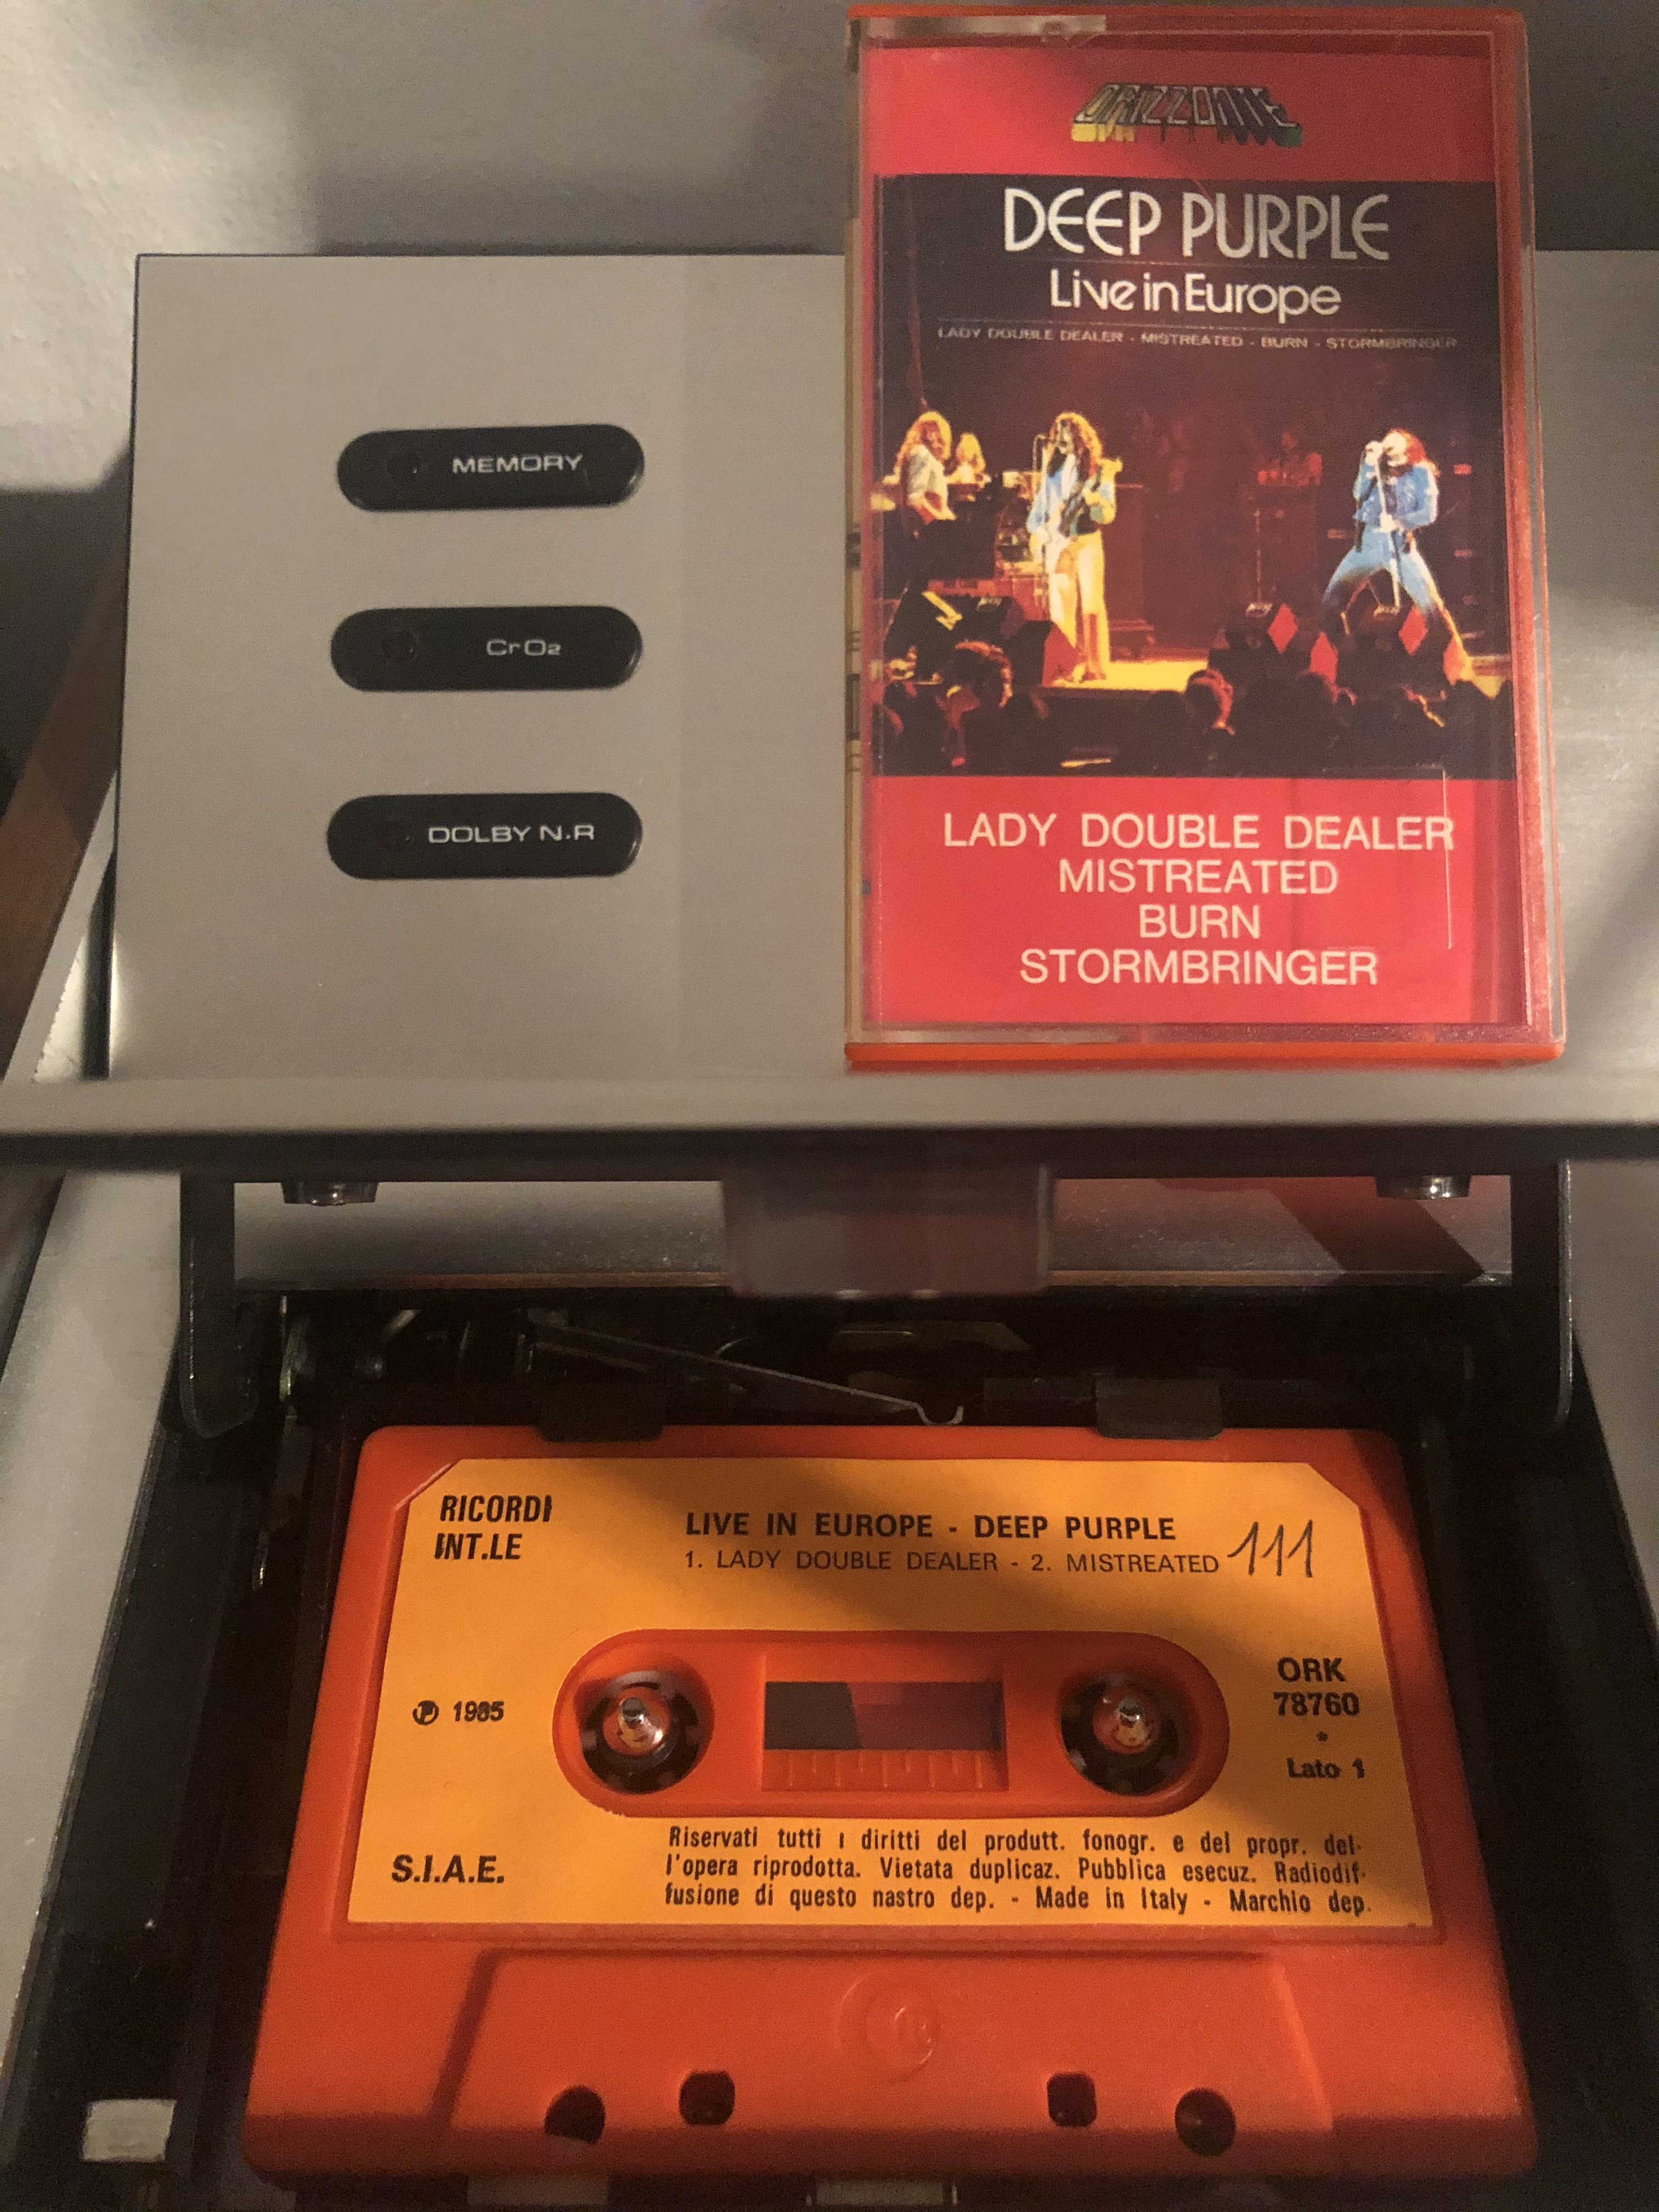 ORIZZONTE
DEEP PURPLE
Live in Europe
LADY DOUBLE DEALER - MISTREATED - BURN - STORMBRINGER
MEMORY
CrO2
DOLBY N.R
LADY DOUBLE DEALER
MISTREATED
BURN
STORMBRINGER
RICORDI
INT.LE
LIVE IN EUROPE - DEEP PURPLE
1. LADY DOUBLE DEALER - 2. MISTREATED
111
℗ 1985
ORK
78760
*
Lato 1
S.I.A.E.
Riservati tutti i diritti del produtt. fonogr. e del propr. del-
l'opera riprodotta. Vietata duplicaz. Pubblica esecuz. Radiodif-
fusione di questo nastro dep. - Made in Italy - Marchio dep.